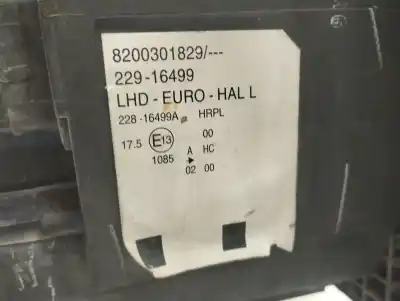 8200301829/---
229-16499
LHD - EURO - HAL L
228 -16499A HRPL
00
17.5 E13 A HC
1085
02 00